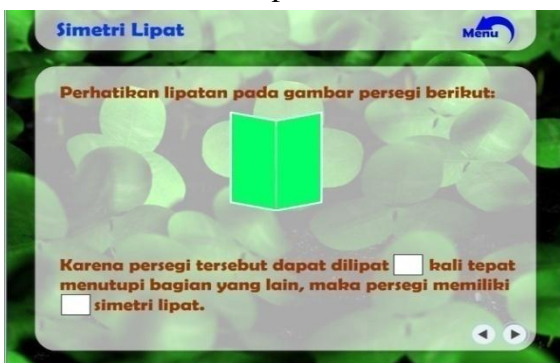 Simetri Lipat
Menu
Perhatikan lipatan pada gambar persegi berikut:
Karena persegi tersebut dapat dilipat kali tepat
menutupi bagian yang lain, maka persegi memiliki
simetri lipat.